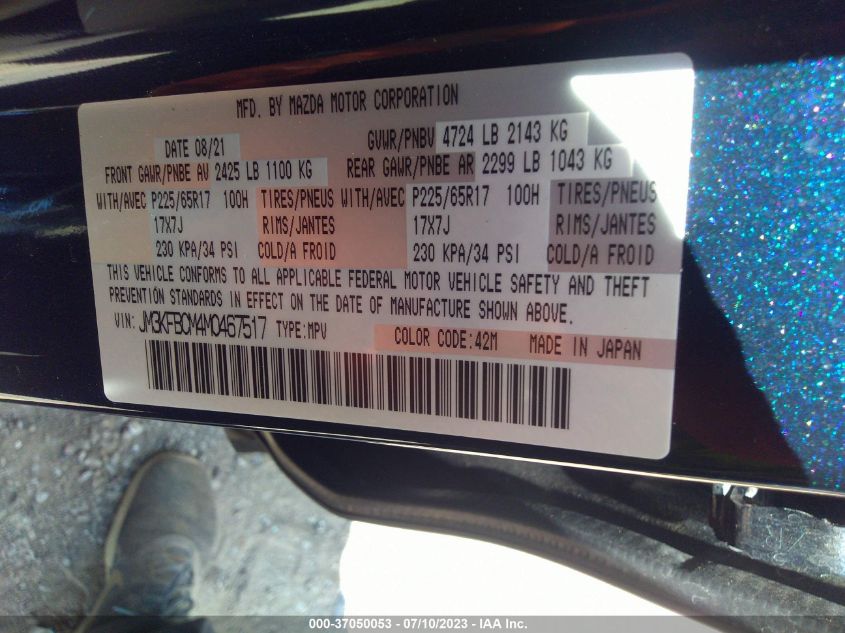 MFD. BY MAZDA MOTOR CORPORATION
DATE 08/21 GVWR/PNBV 4724 LB 2143 KG
FRONT GAWR/PNBE AV 2425 LB 1100 KG REAR GAWR/PNBE AR 2299 LB 1043 KG
WITH/AVEC P225/65R17 100H TIRES/PNEUS WITH/AVEC P225/65R17 100H TIRES/PNEUS
17X7J RIMS/JANTES 17X7J RIMS/JANTES
230 KPA/34 PSI COLD/A FROID 230 KPA/34 PSI COLD/A FROID
THIS VEHICLE CONFORMS TO ALL APPLICABLE FEDERAL MOTOR VEHICLE SAFETY AND THEFT
PREVENTION STANDARDS IN EFFECT ON THE DATE OF MANUFACTURE SHOWN ABOVE.
VIN: JM3KFBCM4M0467517 TYPE:MPV COLOR CODE:42M MADE IN JAPAN
000-37050053 - 07/10/2023 - IAA Inc.